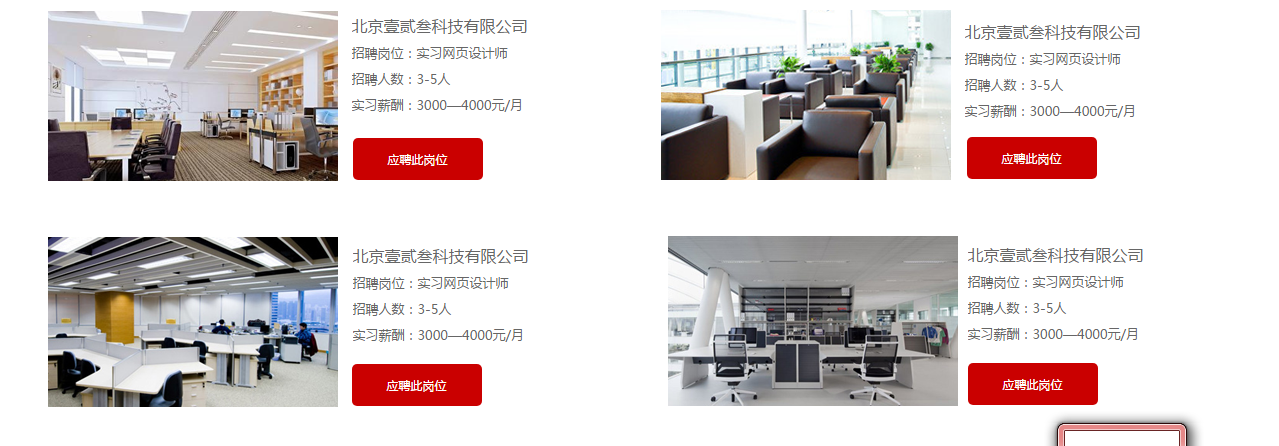 北京壹贰叁科技有限公司
招聘岗位：实习网页设计师
招聘人数：3-5人
实习薪酬：3000—4000元/月
应聘此岗位
北京壹贰叁科技有限公司
招聘岗位：实习网页设计师
招聘人数：3-5人
实习薪酬：3000—4000元/月
应聘此岗位
北京壹贰叁科技有限公司
招聘岗位：实习网页设计师
招聘人数：3-5人
实习薪酬：3000—4000元/月
应聘此岗位
北京壹贰叁科技有限公司
招聘岗位：实习网页设计师
招聘人数：3-5人
实习薪酬：3000—4000元/月
应聘此岗位